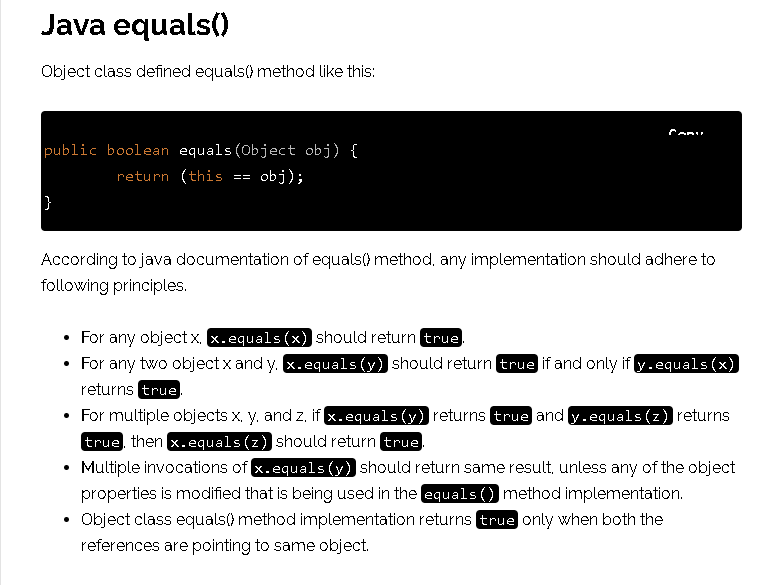 Java equals()
Object class defined equals() method like this:
Copy
public boolean equals(Object obj) {
return (this == obj);
}
According to java documentation of equals() method, any implementation should adhere to
following principles.
• For any object x, x.equals(x) should return true.
• For any two object x and y, x.equals(y) should return true if and only if y.equals(x)
returns true.
• For multiple objects x, y, and z, if x.equals(y) returns true and y.equals(z) returns
true, then x.equals(z) should return true.
• Multiple invocations of x.equals(y) should return same result, unless any of the object
properties is modified that is being used in the equals() method implementation.
• Object class equals() method implementation returns true only when both the
references are pointing to same object.